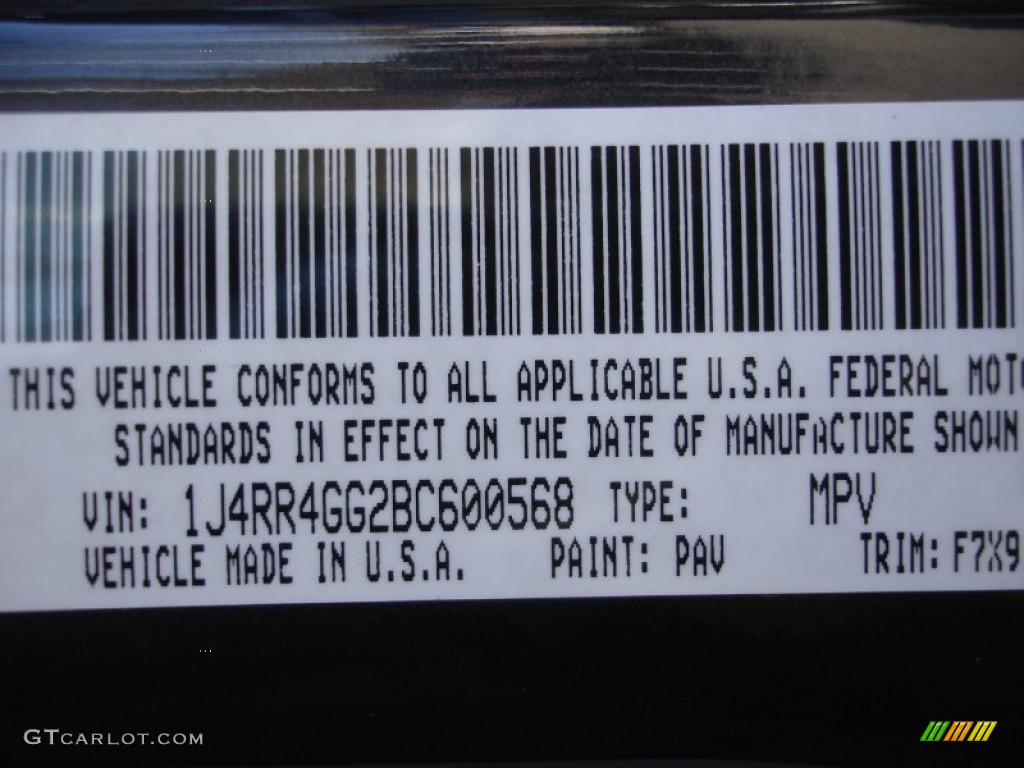 THIS VEHICLE CONFORMS TO ALL APPLICABLE U.S.A. FEDERAL MOTO
STANDARDS IN EFFECT ON THE DATE OF MANUFACTURE SHOWN
VIN: 1J4RR4GG2BC600568 TYPE: MPV
VEHICLE MADE IN U.S.A. PAINT: PAV TRIM: F7X9
GTCARLOT.COM